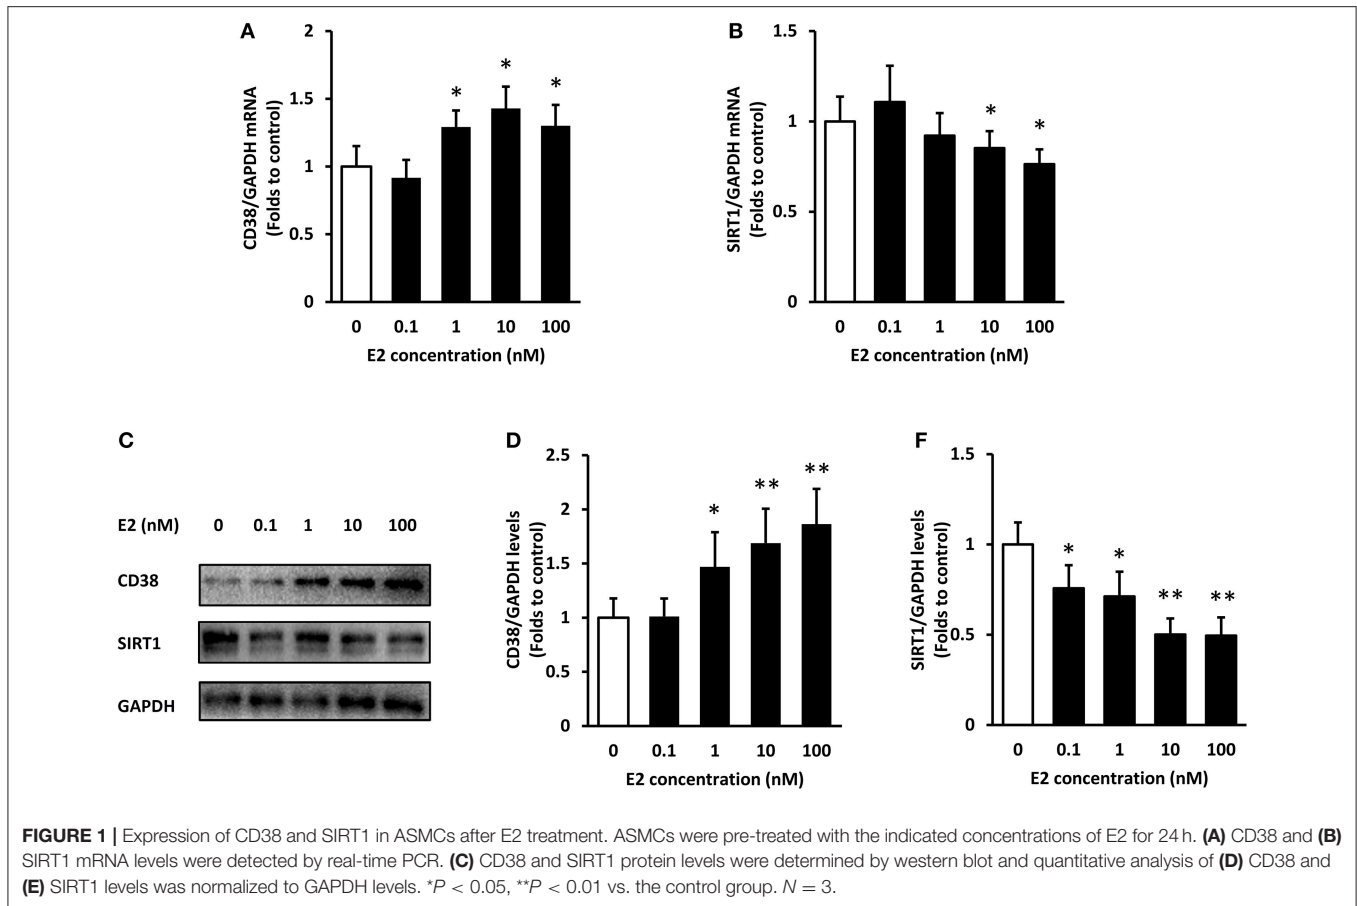 A
CD38/GAPDH mRNA
(Folds to control)
2
1.5
1
0.5
0
*
*
*
0 0.1 1 10 100
E2 concentration (nM)
B
SIRT1/GAPDH mRNA
(Folds to control)
1.5
1
0.5
0
*
*
0 0.1 1 10 100
E2 concentration (nM)
C
E2 (nM) 0 0.1 1 10 100
CD38
SIRT1
GAPDH
D
CD38/GAPDH levels
(Folds to control)
2.5
2
1.5
1
0.5
0
*
**
**
0 0.1 1 10 100
E2 concentration (nM)
F
SIRT1/GAPDH levels
(Folds to control)
1.5
1
0.5
0
*
*
**
**
0 0.1 1 10 100
E2 concentration (nM)
FIGURE 1 | Expression of CD38 and SIRT1 in ASMCs after E2 treatment. ASMCs were pre-treated with the indicated concentrations of E2 for 24 h. (A) CD38 and (B)
SIRT1 mRNA levels were detected by real-time PCR. (C) CD38 and SIRT1 protein levels were determined by western blot and quantitative analysis of (D) CD38 and
(E) SIRT1 levels was normalized to GAPDH levels. *P < 0.05, **P < 0.01 vs. the control group. N = 3.